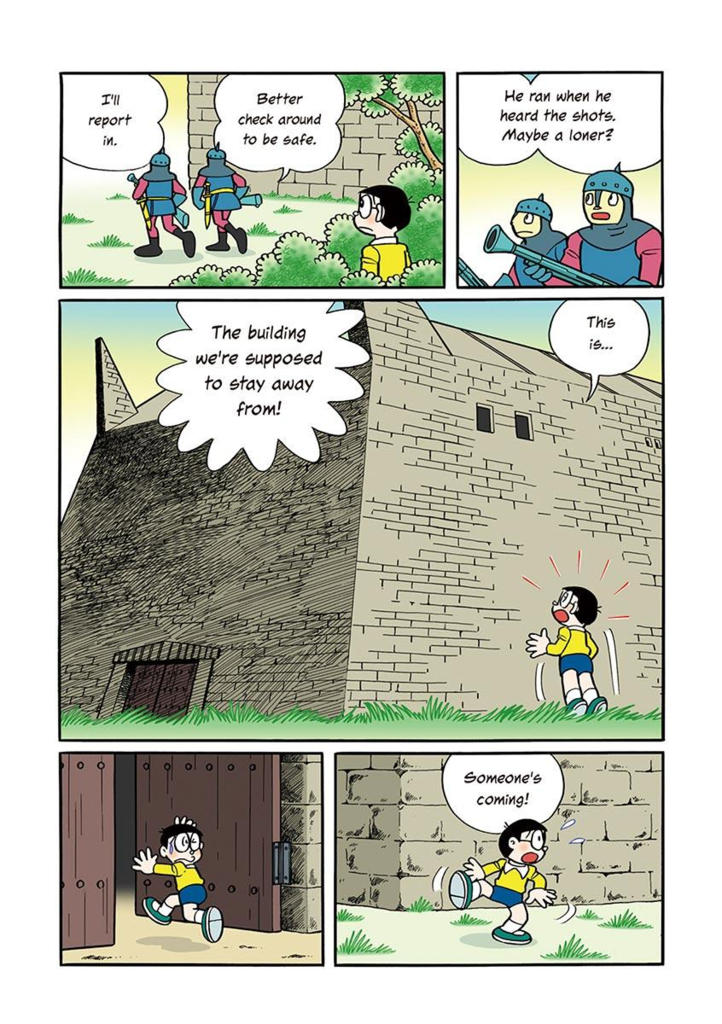 He ran when he
heard the shots.
Maybe a loner?
Better
check around
to be safe.
I'll
report
in.
This
is...
The building
we're supposed
to stay away
from!
Someone's
coming!